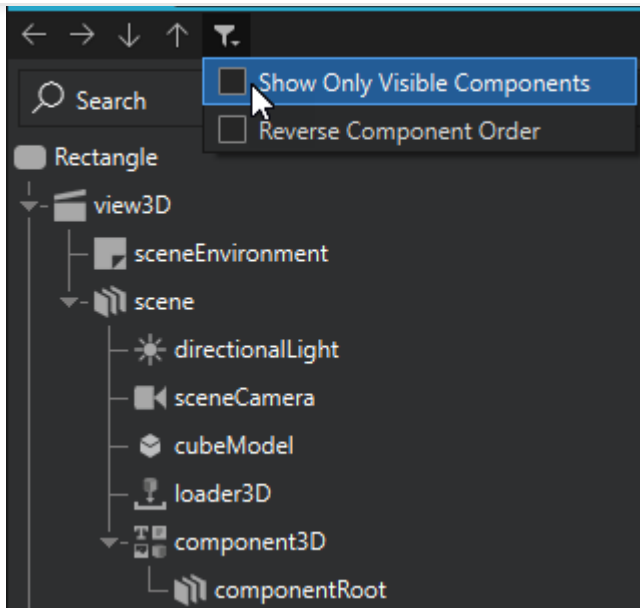 Show Only Visible Components
Search
Reverse Component Order
Rectangle
view3D
sceneEnvironment
scene
directionalLight
sceneCamera
cubeModel
loader3D
component3D
componentRoot